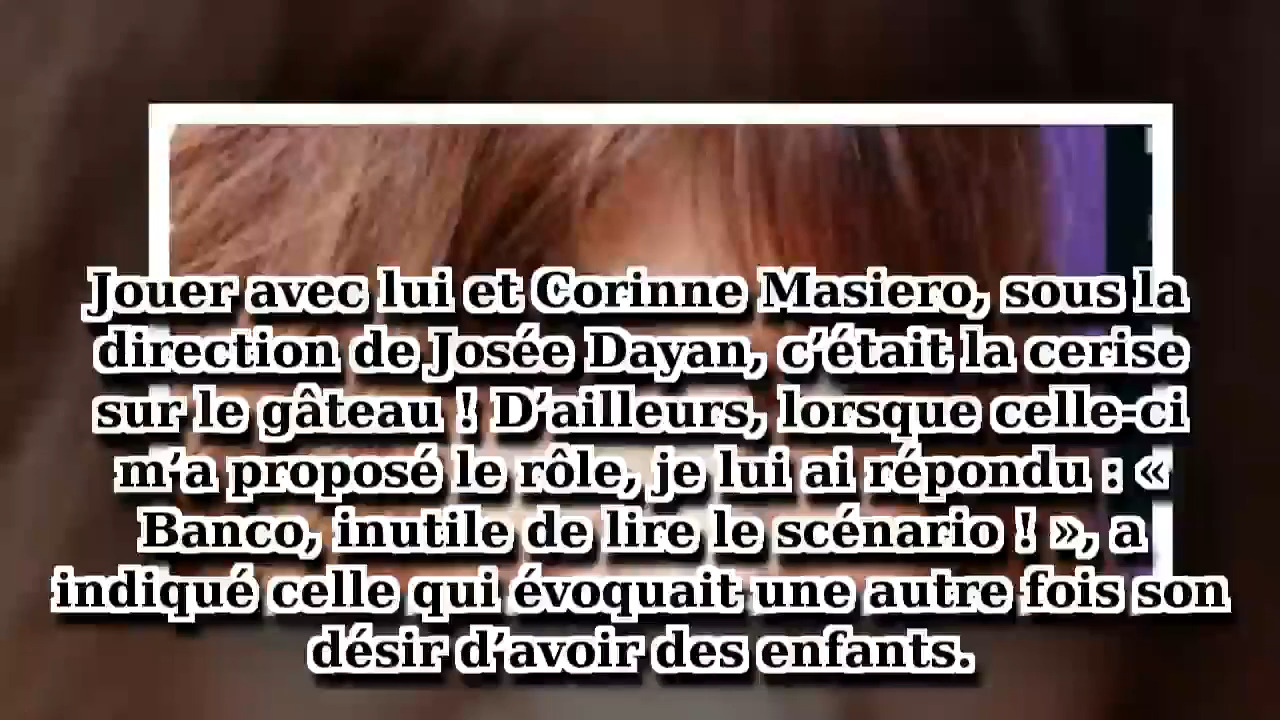 Jouer avec lui et Corinne Masiero, sous la
direction de Josée Dayan, c’était la cerise
sur le gâteau ! D’ailleurs, lorsque celle-ci
m’a proposé le rôle, je lui ai répondu : «
Banco, inutile de lire le scénario ! », a
indiqué celle qui évoquait une autre fois son
désir d’avoir des enfants.